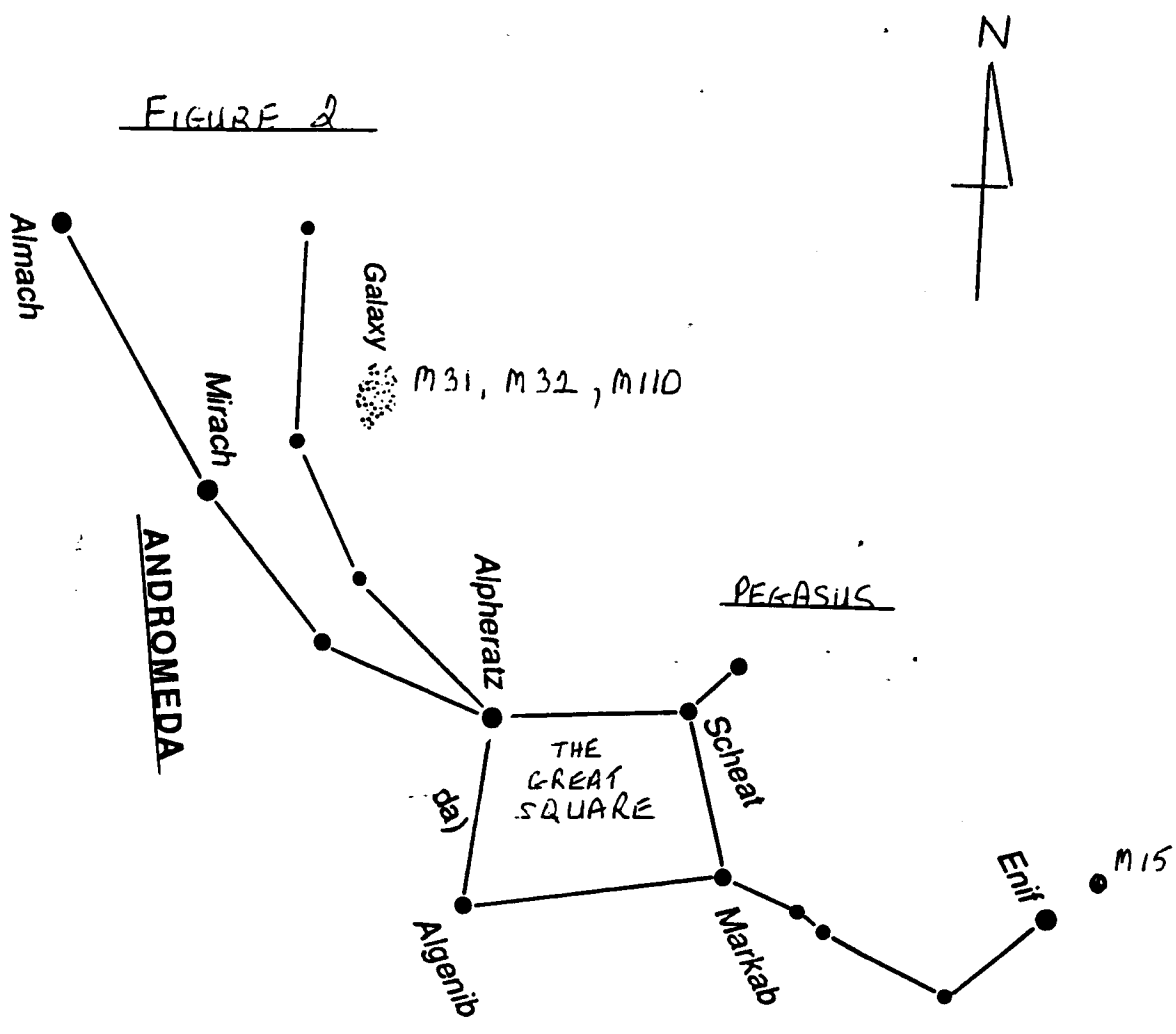 N
FIGURE 2
Almach
Galaxy
M31, M32, M110
Mirach
ANDROMEDA
Alpheratz
PEGASUS
Scheat
THE
GREAT
SQUARE
da)
M15
Enif
Markab
Algenib